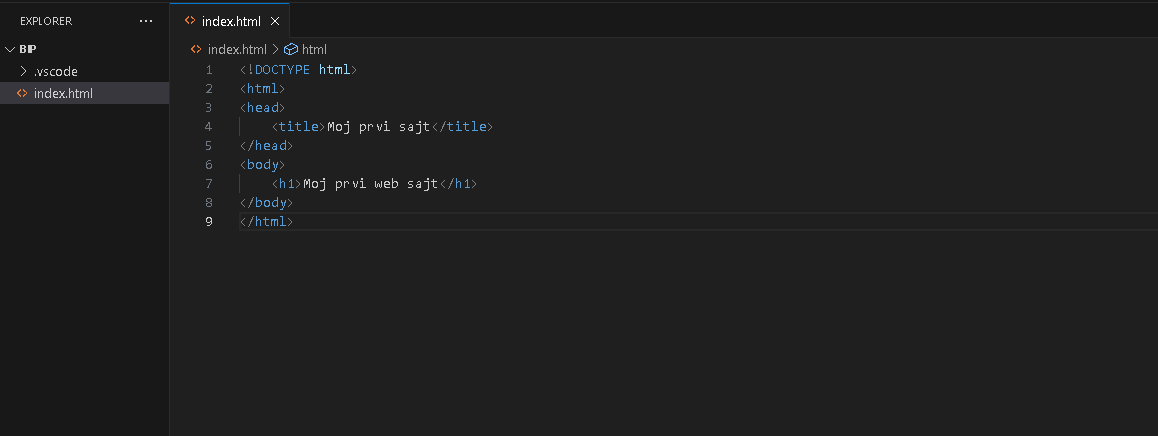 EXPLORER ...
BIP
.vscode
index.html
index.html
index.html > html
1 <!DOCTYPE html>
2 <html>
3 <head>
4 <title>Moj prvi sajt</title>
5 </head>
6 <body>
7 <h1>Moj prvi web sajt</h1>
8 </body>
9 </html>